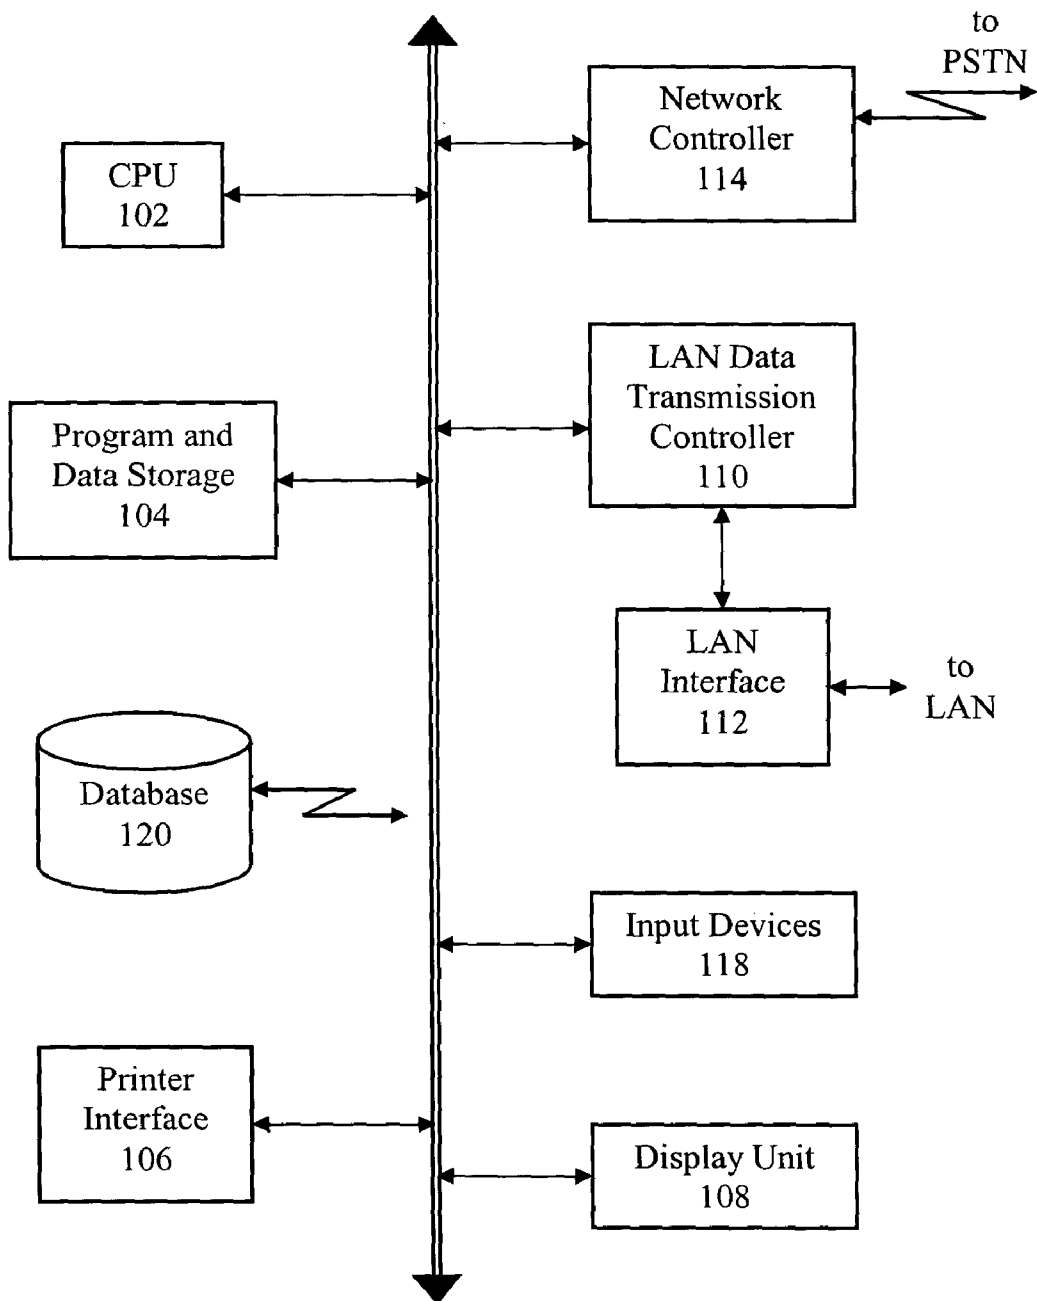 to
PSTN
Network
Controller
114
CPU
102
LAN Data
Transmission
Controller
110
Program and
Data Storage
104
LAN
Interface
112
to
LAN
Database
120
Input Devices
118
Printer
Interface
106
Display Unit
108